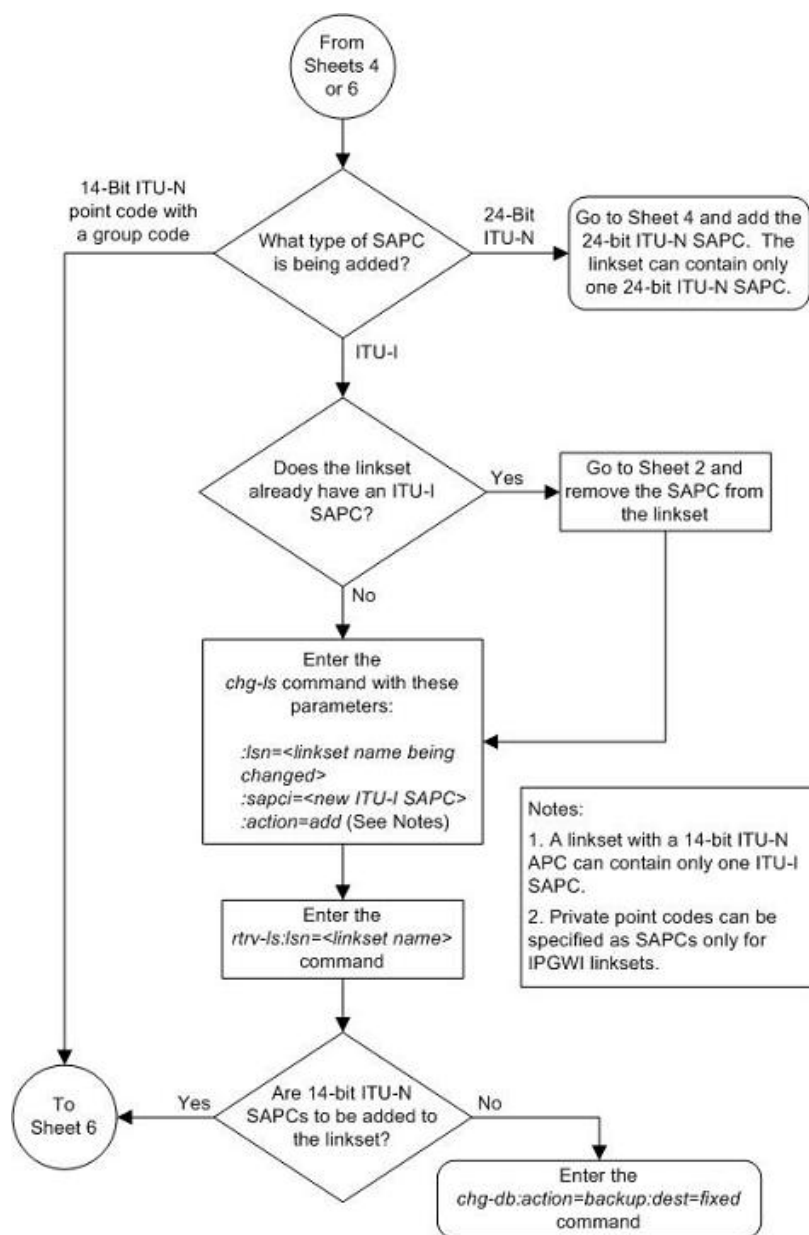 From
Sheets 4
or 6
14-Bit ITU-N
point code with
a group code
What type of SAPC
is being added?
24-Bit
ITU-N
Go to Sheet 4 and add the
24-bit ITU-N SAPC. The
linkset can contain only
one 24-bit ITU-N SAPC.
ITU-I
Does the linkset
already have an ITU-I
SAPC?
Yes
Go to Sheet 2 and
remove the SAPC from
the linkset
No
Enter the
chg-ls command with these
parameters:
:lsn=<linkset name being
changed>
:sapci=<new ITU-I SAPC>
:action=add (See Notes)
Notes:
1. A linkset with a 14-bit ITU-N
APC can contain only one ITU-I
SAPC.
2. Private point codes can be
specified as SAPCs only for
IPGWI linksets.
Enter the
rtrv-ls:lsn=<linkset name>
command
Are 14-bit ITU-N
SAPCs to be added to
the linkset?
Yes
To
Sheet 6
No
Enter the
chg-db:action=backup:dest=fixed
command